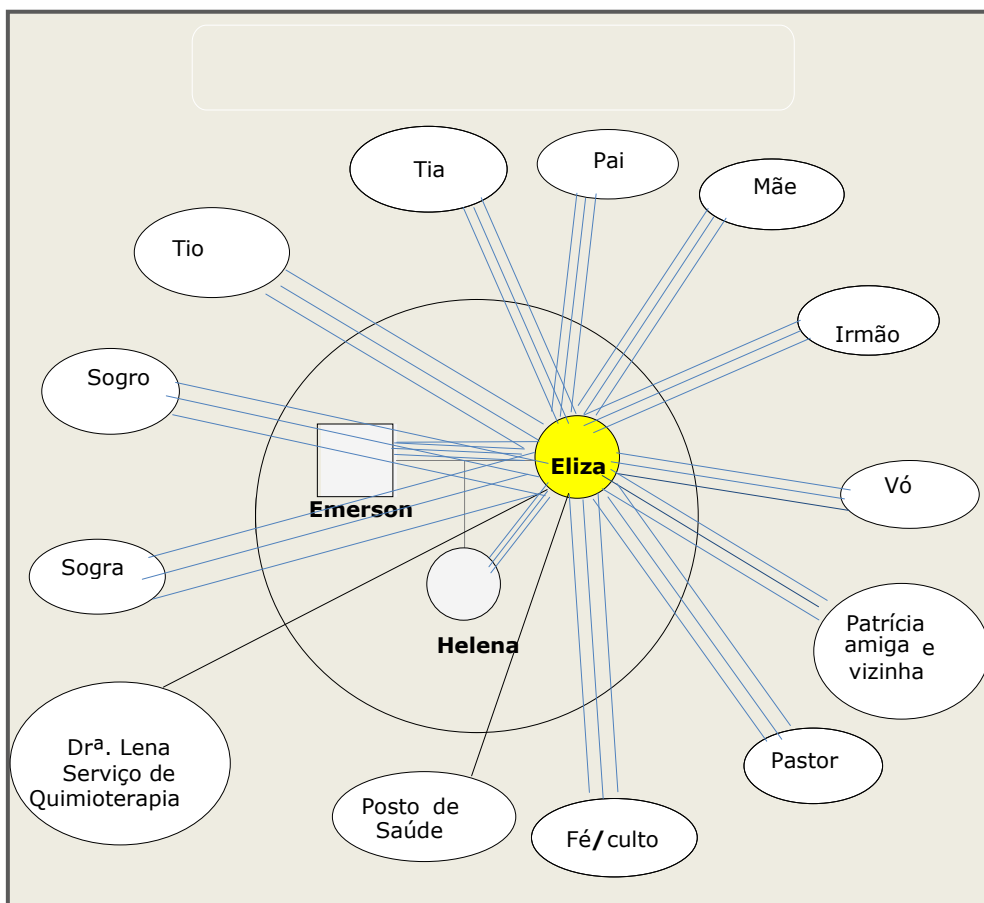 Tia
Pai
Mãe
Tio
Irmão
Sogro
Eliza
Emerson
Vó
Sogra
Helena
Patrícia
amiga e
vizinha
Drª. Lena
Serviço de
Quimioterapia
Pastor
Posto de
Saúde
Fé/culto